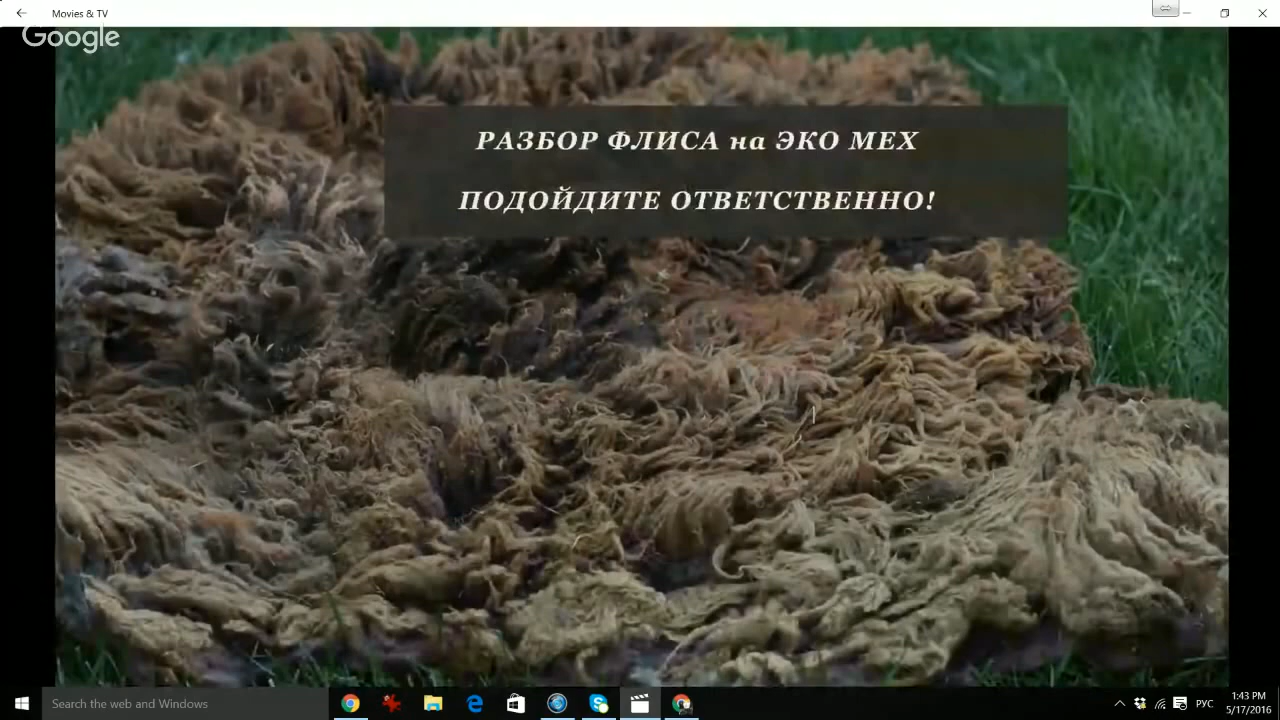 Movies & TV
Google
РАЗБОР ФЛИСА на ЭКО МЕХ
ПОДОЙДИТЕ ОТВЕТСТВЕННО!
Search the web and Windows
РУС
1:43 PM
5/17/2016